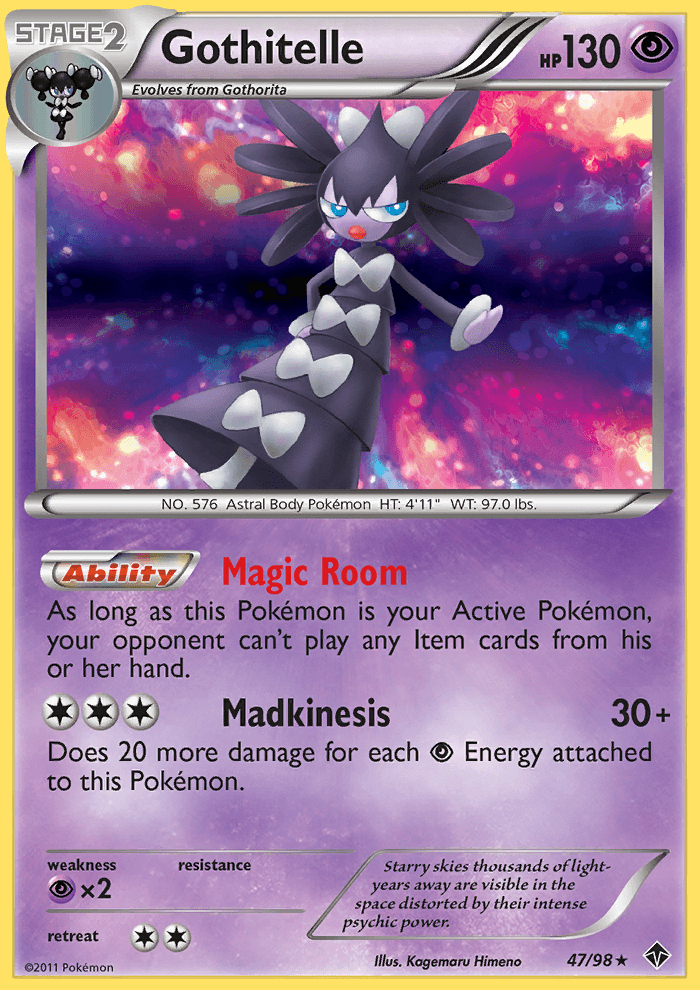 STAGE2
Gothitelle
HP130
Evolves from Gothorita
NO. 576 Astral Body Pokémon HT: 4'11" WT: 97.0 lbs.
Ability Magic Room
As long as this Pokémon is your Active Pokémon,
your opponent can't play any Item cards from his
or her hand.
Madkinesis 30+
Does 20 more damage for each Energy attached
to this Pokémon.
weakness resistance
×2
retreat
Starry skies thousands of light-
years away are visible in the
space distorted by their intense
psychic power.
©2011 Pokémon
Illus. Kagemaru Himeno
47/98★